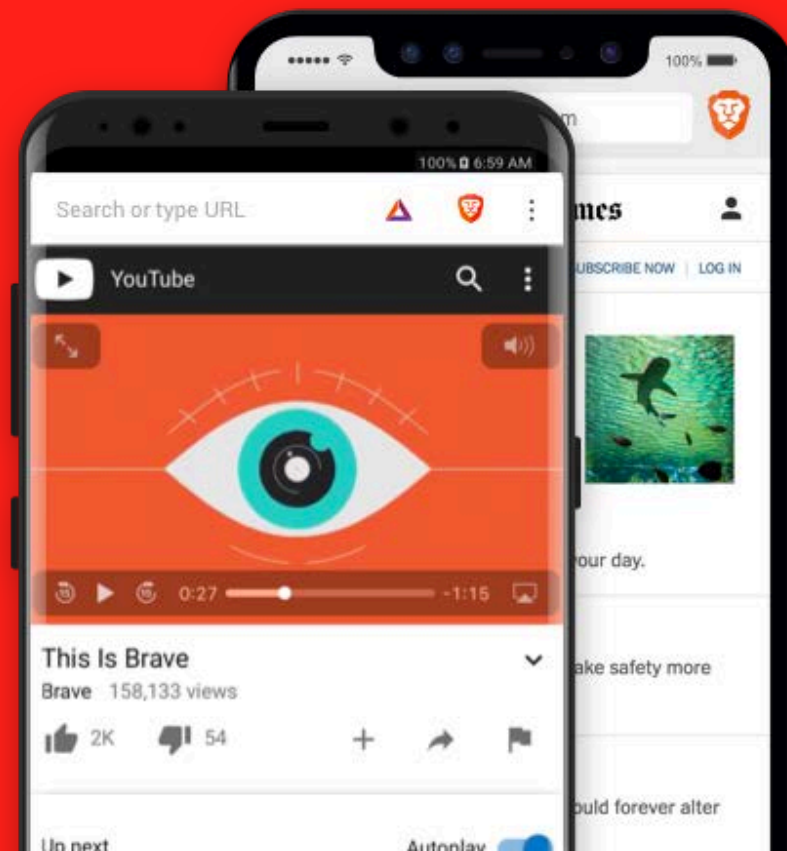 100%
m
100% 6:59 AM
Search or type URL
mes
YouTube
UBSCRIBE NOW | LOG IN
15 15 0:27 -1:15
our day.
This Is Brave
Brave 158,133 views
ake safety more
2K 54
ould forever alter
Up next Autoplay